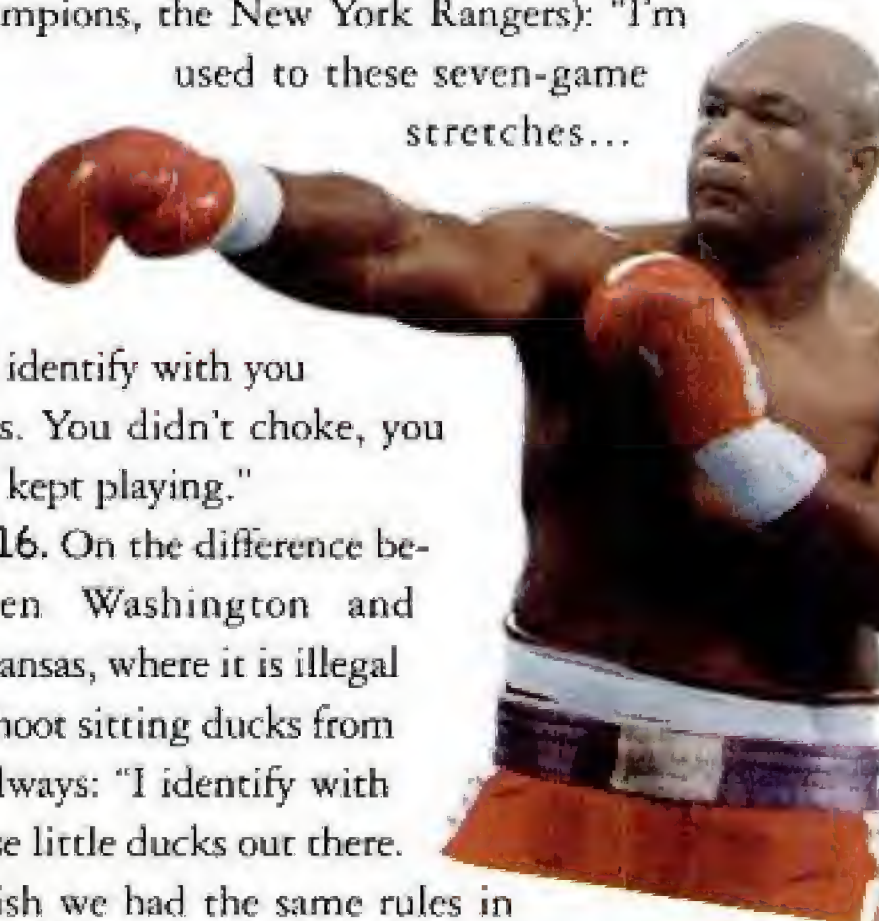 mpions, the New York Rangers): "I'm
used to these seven-game
stretches...
identify with you
s. You didn't choke, you
kept playing."
16. On the difference be-
en Washington and
ansas, where it is illegal
hoot sitting ducks from
lways: "I identify with
e little ducks out there.
ish we had the same rules in